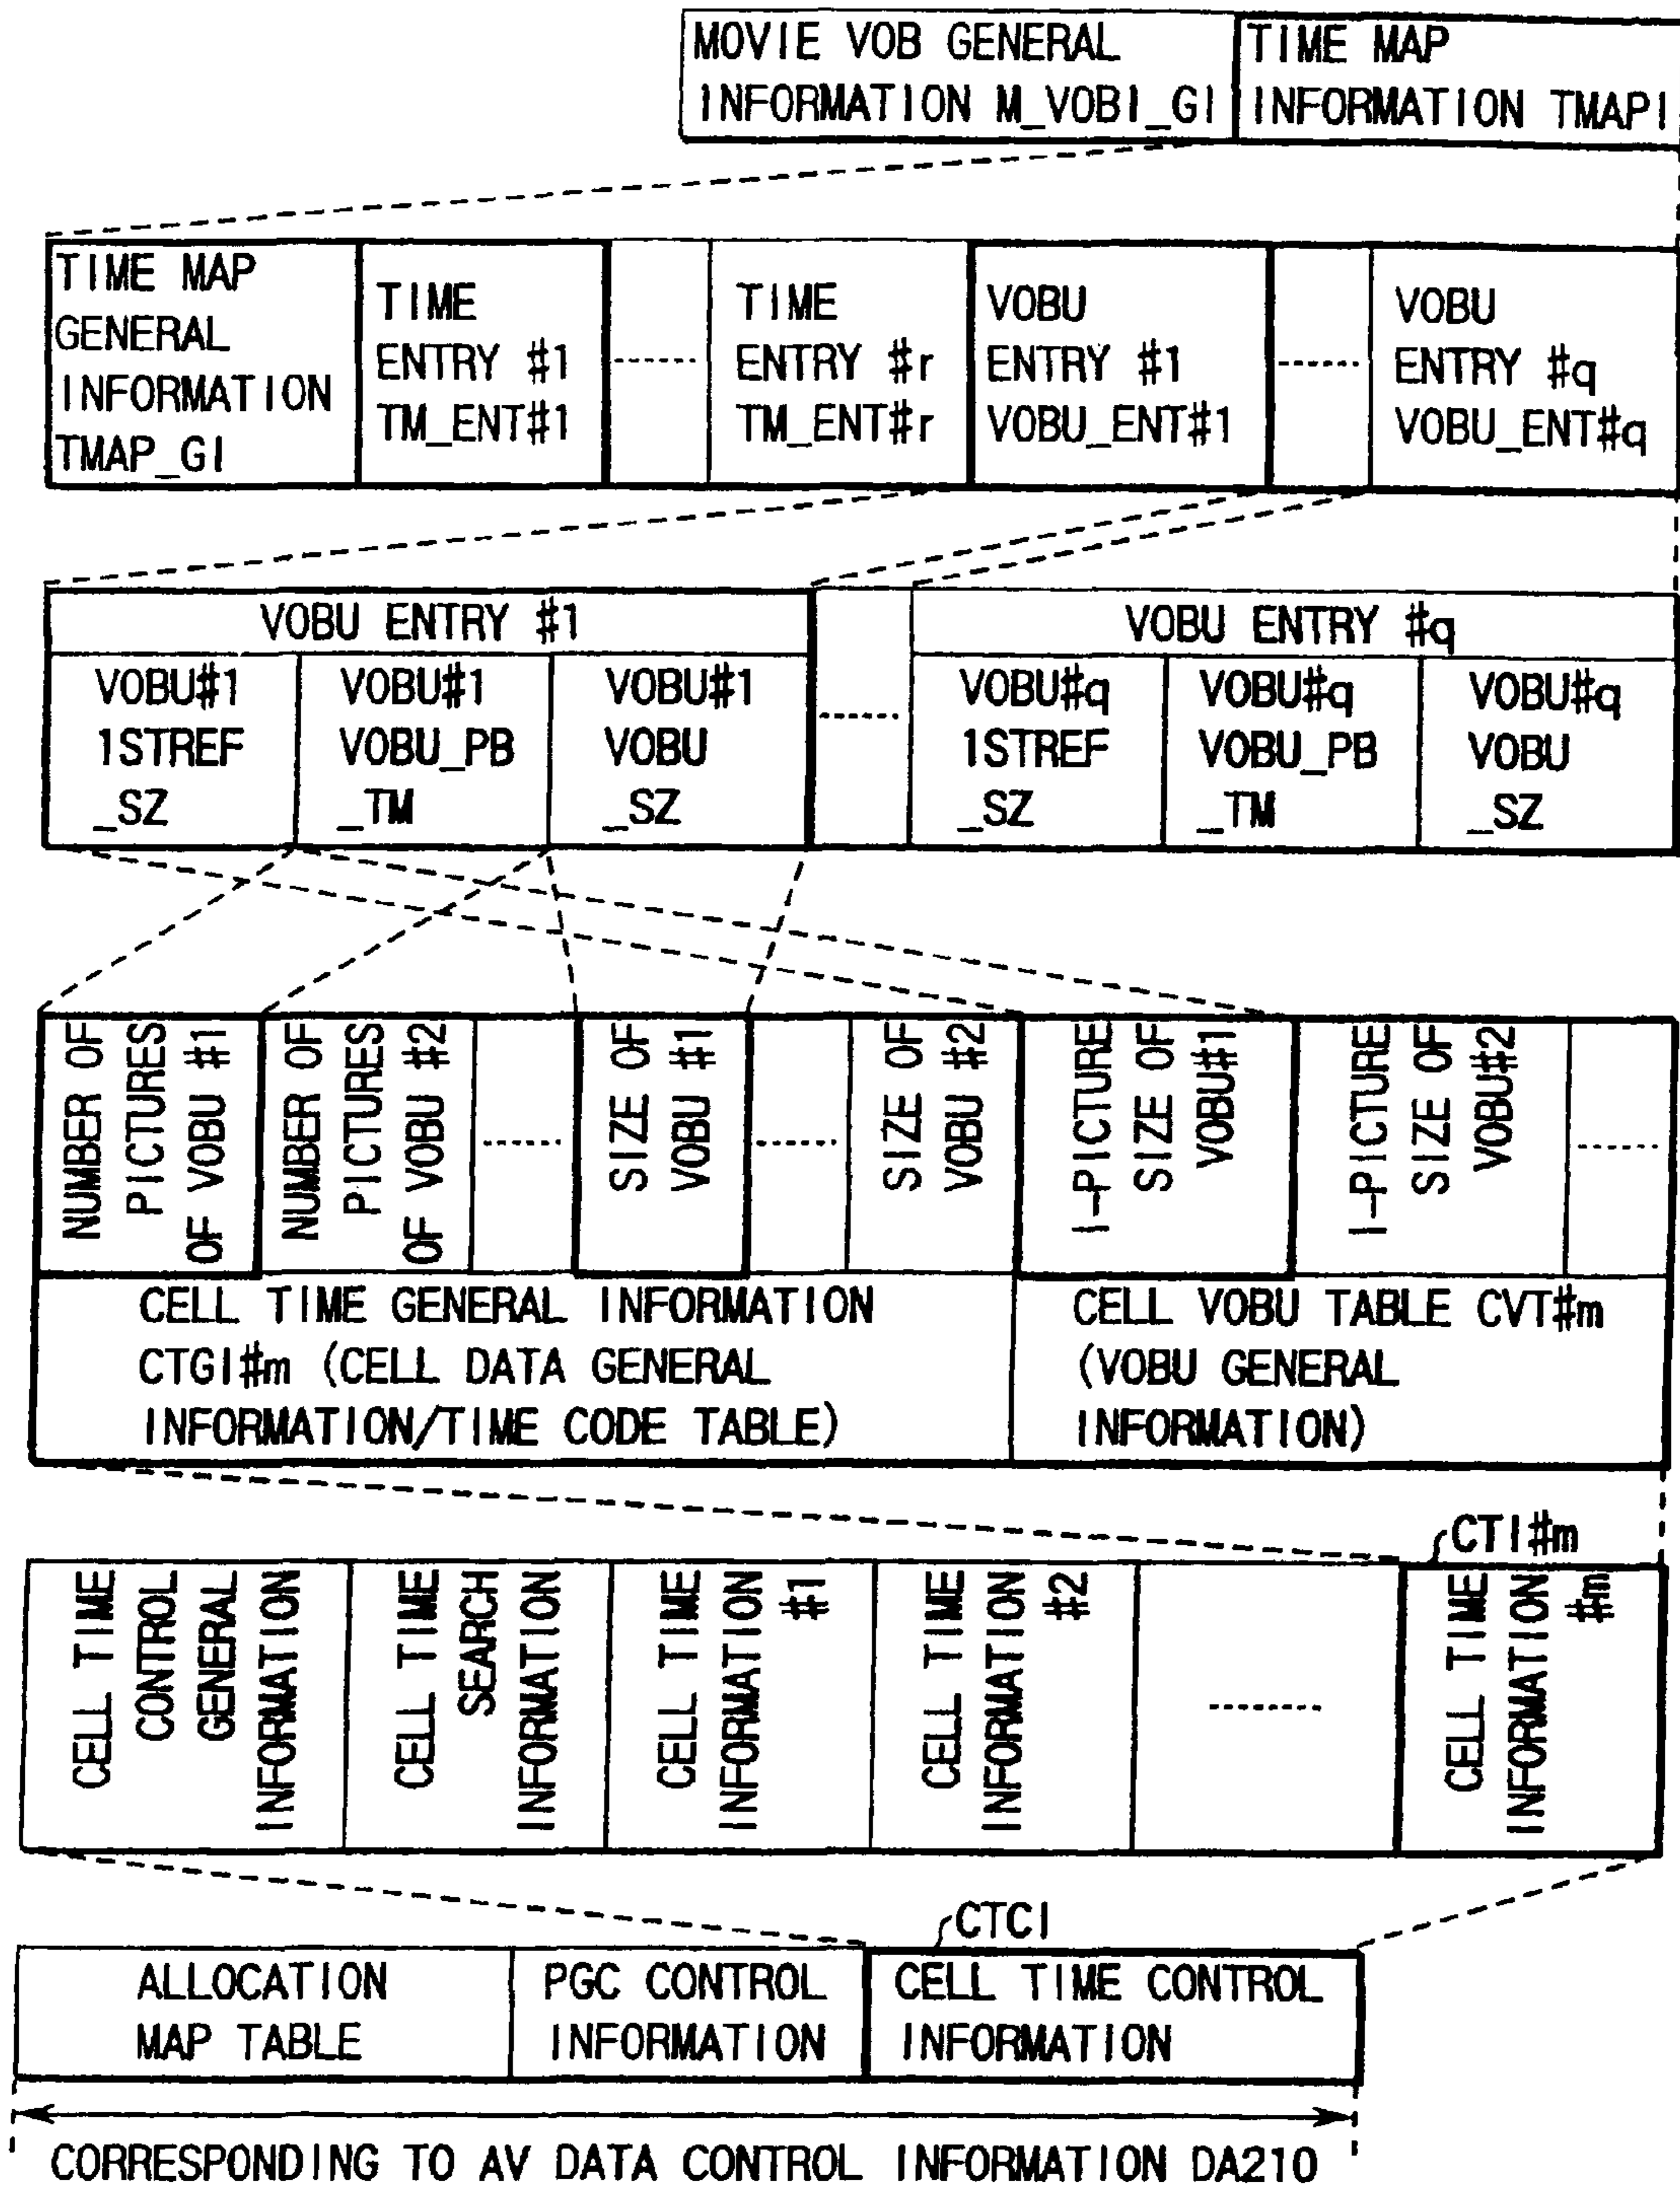 MOVIE VOB GENERAL
INFORMATION M_VOBI_GI
TIME MAP
INFORMATION TMAPI
TIME MAP
GENERAL
INFORMATION
TMAP_GI
TIME
ENTRY #1
TM_ENT#1
TIME
ENTRY #r
TM_ENT#r
VOBU
ENTRY #1
VOBU_ENT#1
VOBU
ENTRY #q
VOBU_ENT#q
VOBU ENTRY #1
VOBU#1
1STREF
_SZ
VOBU#1
VOBU_PB
_TM
VOBU#1
VOBU
_SZ
VOBU ENTRY #q
VOBU#q
1STREF
_SZ
VOBU#q
VOBU_PB
_TM
VOBU#q
VOBU
_SZ
NUMBER OF
PICTURES
OF VOBU #1
NUMBER OF
PICTURES
OF VOBU #2
SIZE OF
VOBU #1
SIZE OF
VOBU #2
I-PICTURE
SIZE OF
VOBU#1
I-PICTURE
SIZE OF
VOBU#2
CELL TIME GENERAL INFORMATION
CTGI#m (CELL DATA GENERAL
INFORMATION/TIME CODE TABLE)
CELL VOBU TABLE CVT#m
(VOBU GENERAL
INFORMATION)
CTI#m
CELL TIME
CONTROL
GENERAL
INFORMATION
CELL TIME
SEARCH
INFORMATION
CELL TIME
INFORMATION
#1
CELL TIME
INFORMATION
#2
CELL TIME
INFORMATION
#m
CTCI
ALLOCATION
MAP TABLE
PGC CONTROL
INFORMATION
CELL TIME CONTROL
INFORMATION
CORRESPONDING TO AV DATA CONTROL INFORMATION DA210